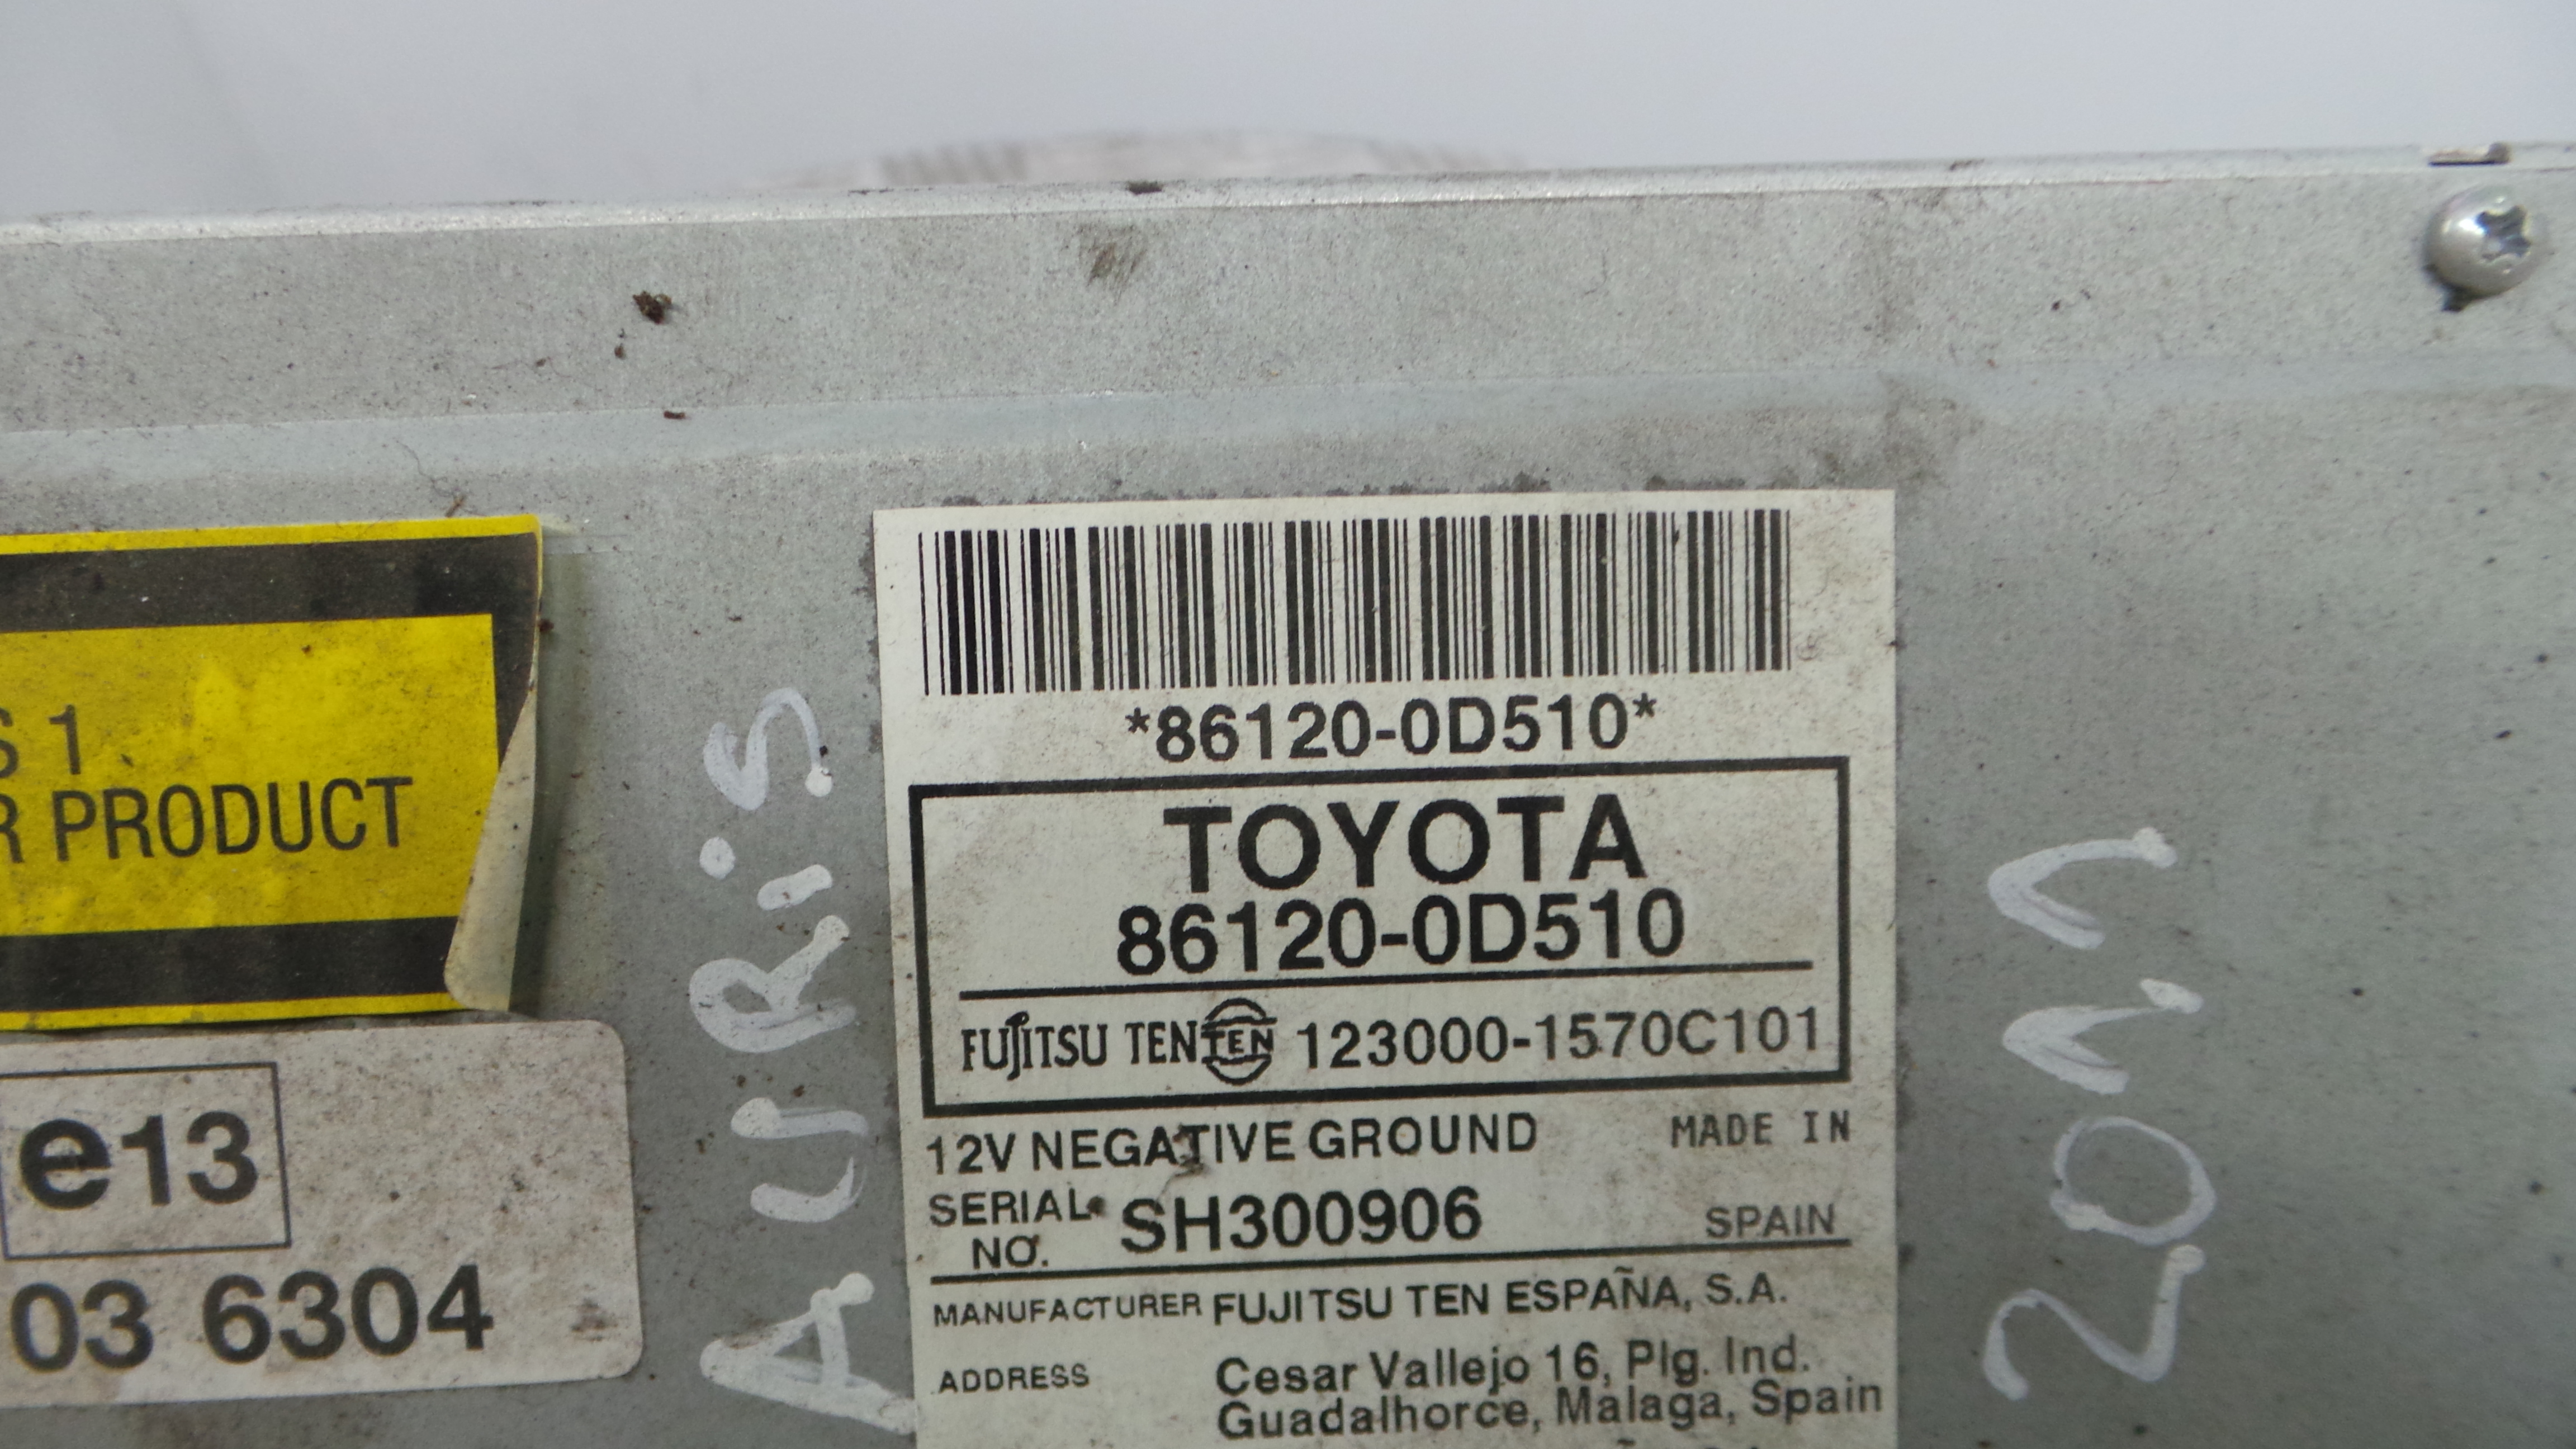 S 1
R PRODUCT
e13
03 6304
AURiS
*86120-0D510*
TOYOTA
86120-0D510
FUJITSU TEN TEN 123000-1570C101
12V NEGATIVE GROUND MADE IN
SERIAL NO. SH300906 SPAIN
MANUFACTURER FUJITSU TEN ESPAÑA, S.A.
ADDRESS Cesar Vallejo 16, Plg. Ind.
Guadalhorce, Malaga, Spain
2011